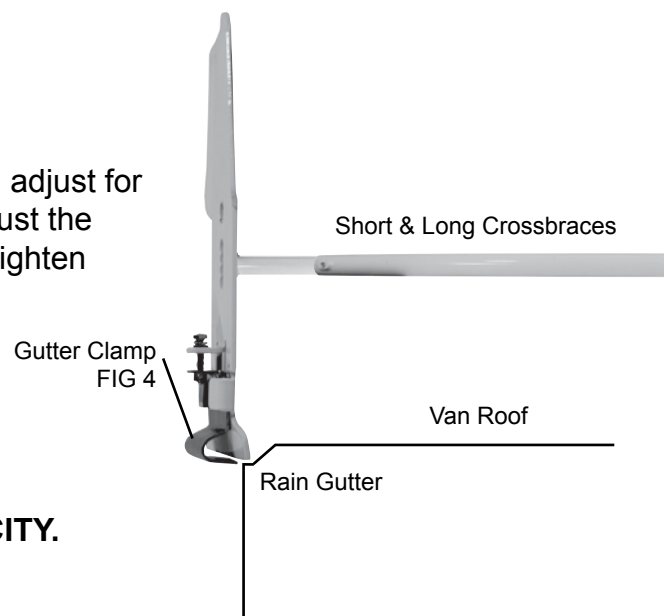 adjust for
ust the
ighten
Short & Long Crossbraces
Gutter Clamp
FIG 4
Van Roof
Rain Gutter
CITY.